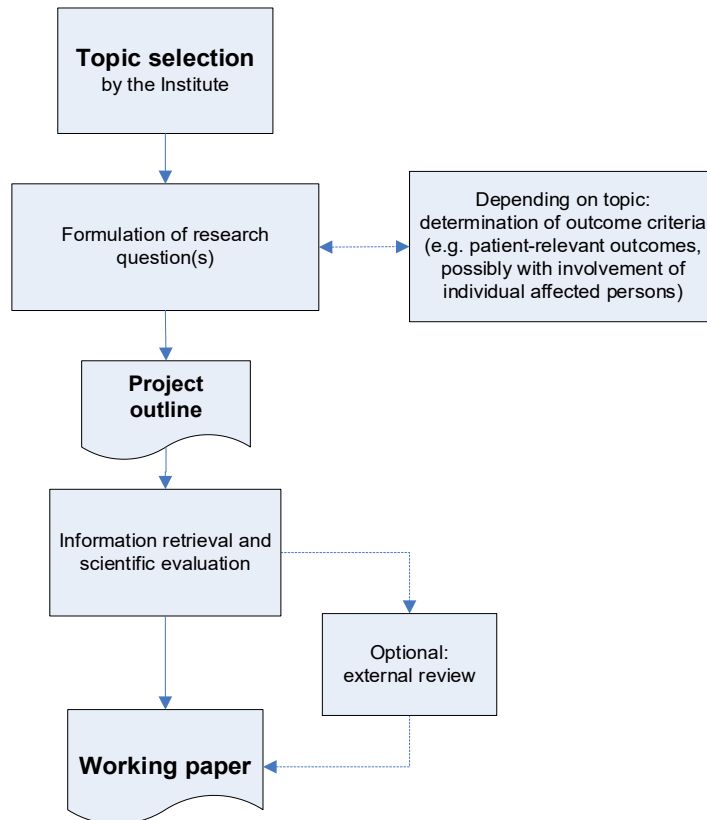 Topic selection
by the Institute
Formulation of research
question(s)
Depending on topic:
determination of outcome criteria
(e.g. patient-relevant outcomes,
possibly with involvement of
individual affected persons)
Project
outline
Information retrieval and
scientific evaluation
Optional:
external review
Working paper